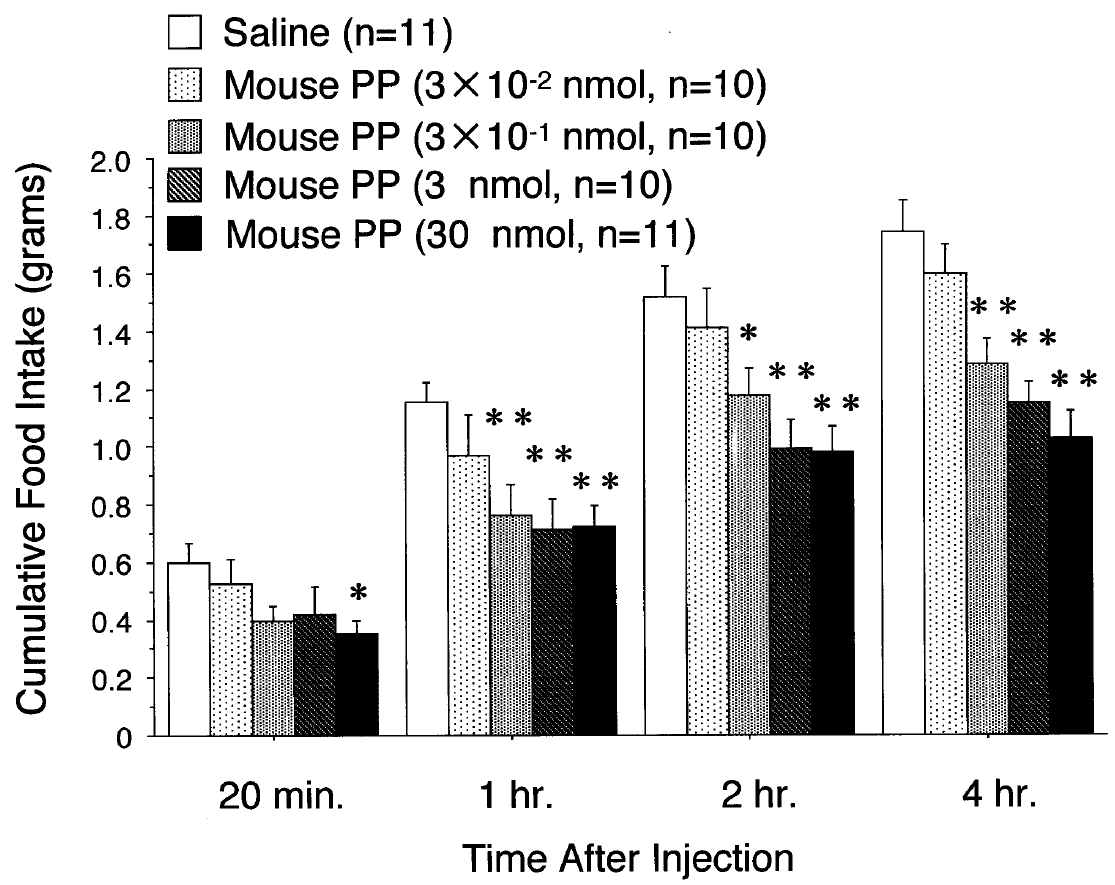 Saline (n=11)
Mouse PP (3×10⁻² nmol, n=10)
Mouse PP (3×10⁻¹ nmol, n=10)
Mouse PP (3 nmol, n=10)
Mouse PP (30 nmol, n=11)
Cumulative Food Intake (grams)
2.0
1.8
1.6
1.4
1.2
1.0
0.8
0.6
0.4
0.2
0
*
* *
* *
* *
*
* *
* *
* *
* *
* *
20 min.
1 hr.
2 hr.
4 hr.
Time After Injection